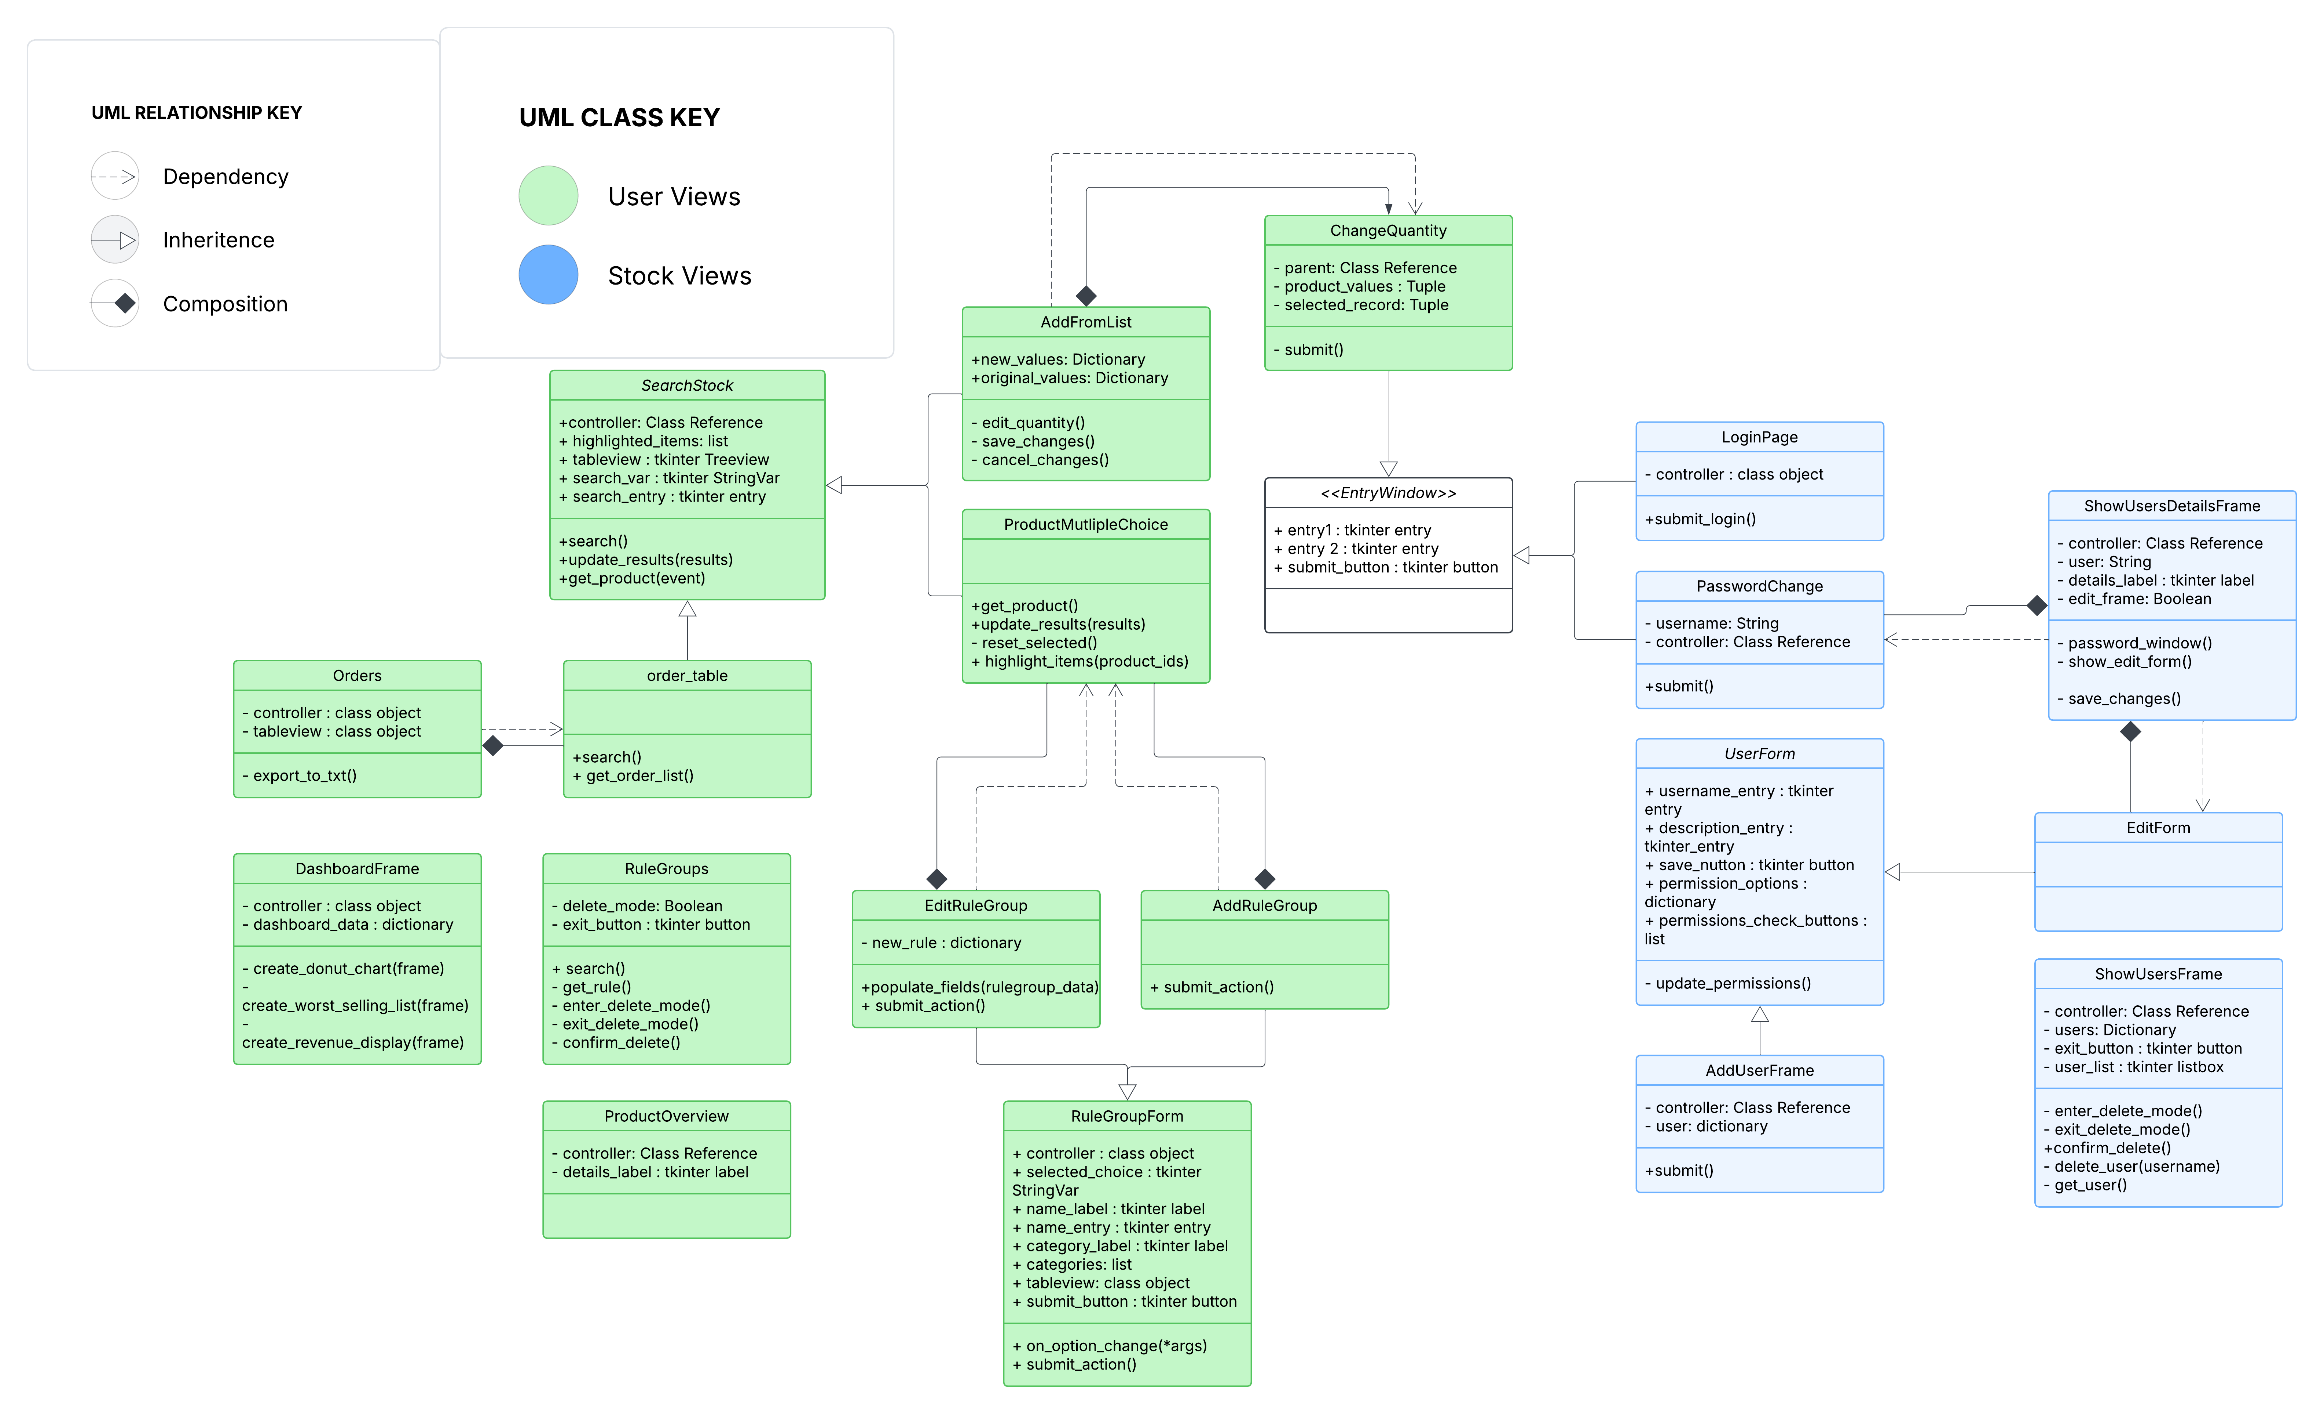 UML RELATIONSHIP KEY
Dependency
Inheritence
Composition
UML CLASS KEY
User Views
Stock Views
SearchStock
+controller: Class Reference
+ highlighted_items: list
+ tableview : tkinter Treeview
+ search_var : tkinter StringVar
+ search_entry : tkinter entry
+search()
+update_results(results)
+get_product(event)
AddFromList
+new_values: Dictionary
+original_values: Dictionary
- edit_quantity()
- save_changes()
- cancel_changes()
ChangeQuantity
- parent: Class Reference
- product_values : Tuple
- selected_record: Tuple
- submit()
ProductMutlipleChoice
+get_product()
+update_results(results)
- reset_selected()
+ highlight_items(product_ids)
<<EntryWindow>>
+ entry1 : tkinter entry
+ entry 2 : tkinter entry
+ submit_button : tkinter button
LoginPage
- controller : class object
+submit_login()
PasswordChange
- username: String
- controller: Class Reference
+submit()
ShowUsersDetailsFrame
- controller: Class Reference
- user: String
- details_label : tkinter label
- edit_frame: Boolean
- password_window()
- show_edit_form()
- save_changes()
Orders
- controller : class object
- tableview : class object
- export_to_txt()
order_table
+search()
+ get_order_list()
UserForm
+ username_entry : tkinter
entry
+ description_entry :
tkinter_entry
+ save_nutton : tkinter button
+ permission_options :
dictionary
+ permissions_check_buttons :
list
- update_permissions()
EditForm
DashboardFrame
- controller : class object
- dashboard_data : dictionary
- create_donut_chart(frame)
-
create_worst_selling_list(frame)
-
create_revenue_display(frame)
RuleGroups
- delete_mode: Boolean
- exit_button : tkinter button
+ search()
- get_rule()
- enter_delete_mode()
- exit_delete_mode()
- confirm_delete()
EditRuleGroup
- new_rule : dictionary
+populate_fields(rulegroup_data)
+ submit_action()
AddRuleGroup
+ submit_action()
ShowUsersFrame
- controller: Class Reference
- users: Dictionary
- exit_button : tkinter button
- user_list : tkinter listbox
- enter_delete_mode()
- exit_delete_mode()
+confirm_delete()
- delete_user(username)
- get_user()
AddUserFrame
- controller: Class Reference
- user: dictionary
+submit()
ProductOverview
- controller: Class Reference
- details_label : tkinter label
RuleGroupForm
+ controller : class object
+ selected_choice : tkinter
StringVar
+ name_label : tkinter label
+ name_entry : tkinter entry
+ category_label : tkinter label
+ categories: list
+ tableview: class object
+ submit_button : tkinter button
+ on_option_change(*args)
+ submit_action()